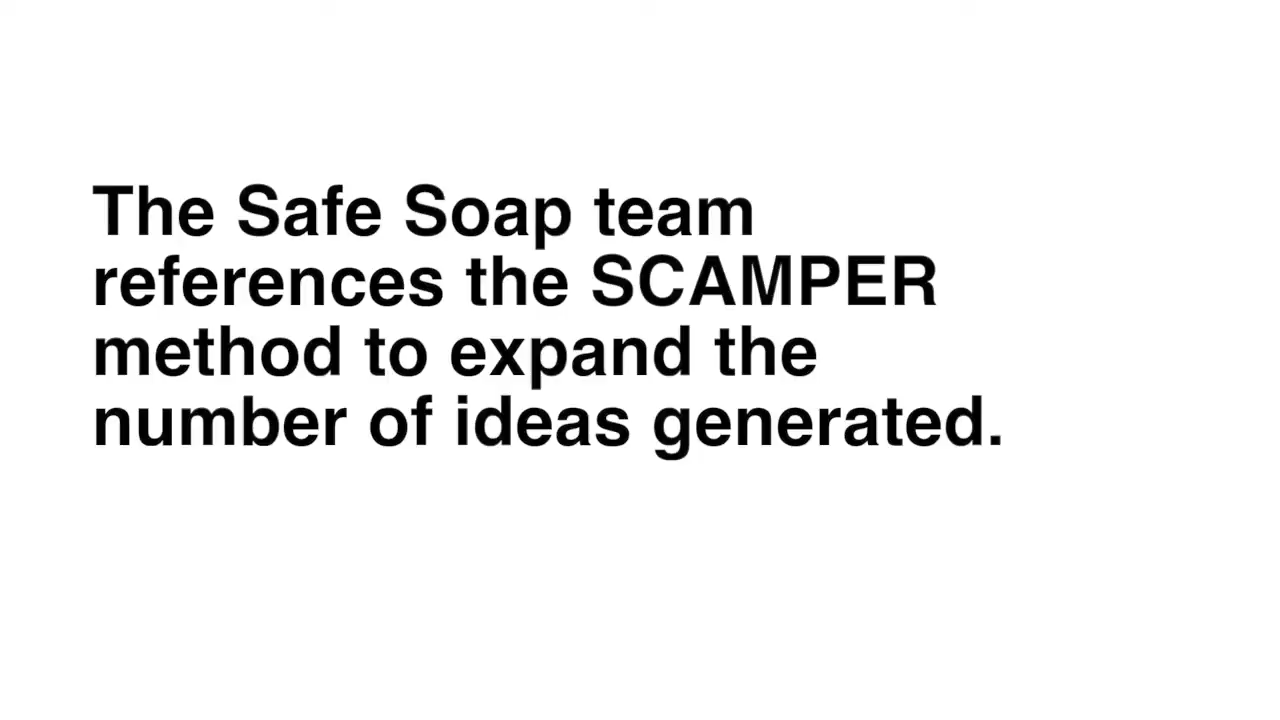 The Safe Soap team
references the SCAMPER
method to expand the
number of ideas generated.